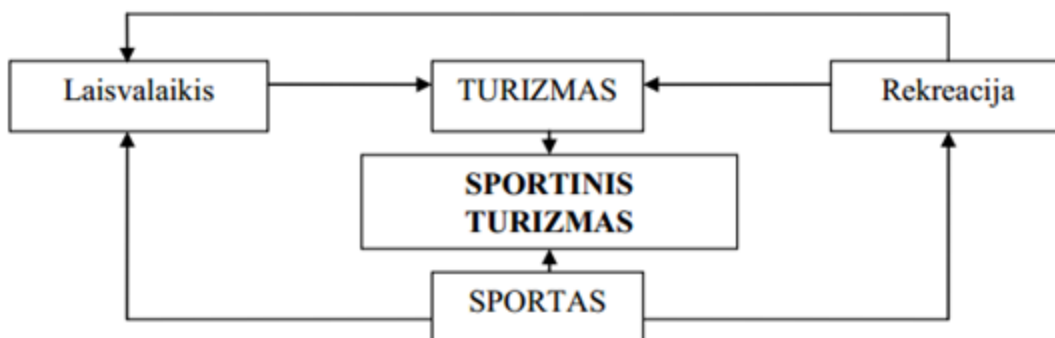 Laisvalaikis
TURIZMAS
Rekreacija
SPORTINIS
TURIZMAS
SPORTAS